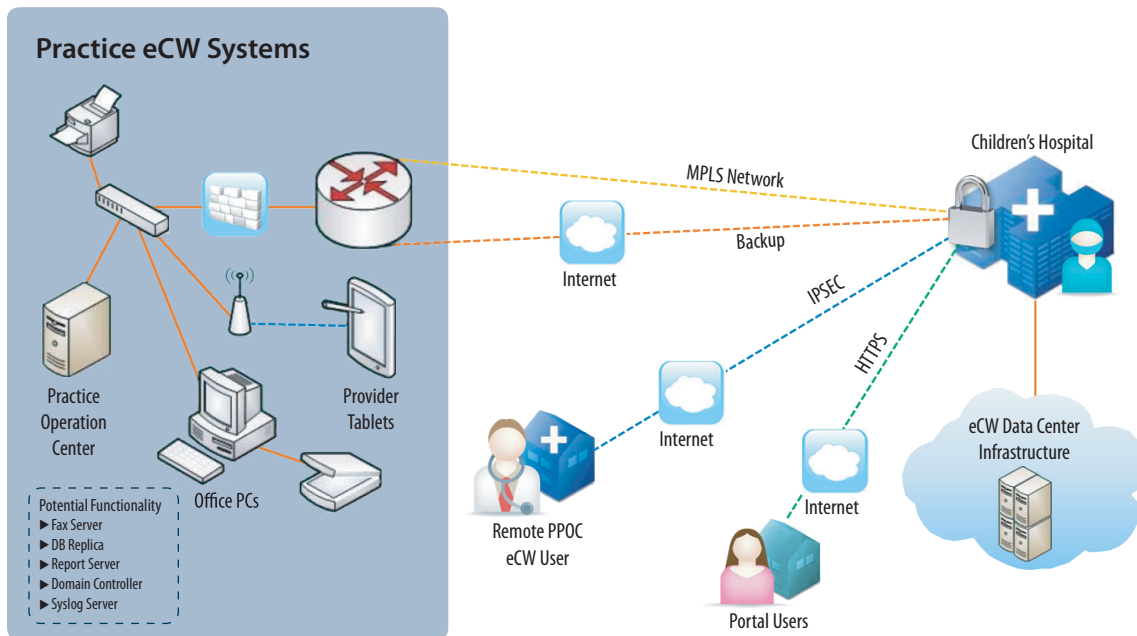 Practice eCW Systems
Children's Hospital
MPLS Network
Backup
Internet
IPSEC
HTTPS
Practice
Operation
Center
Provider
Tablets
Office PCs
Internet
eCW Data Center
Infrastructure
Internet
Remote PPOC
eCW User
Portal Users
Potential Functionality
▶ Fax Server
▶ DB Replica
▶ Report Server
▶ Domain Controller
▶ Syslog Server